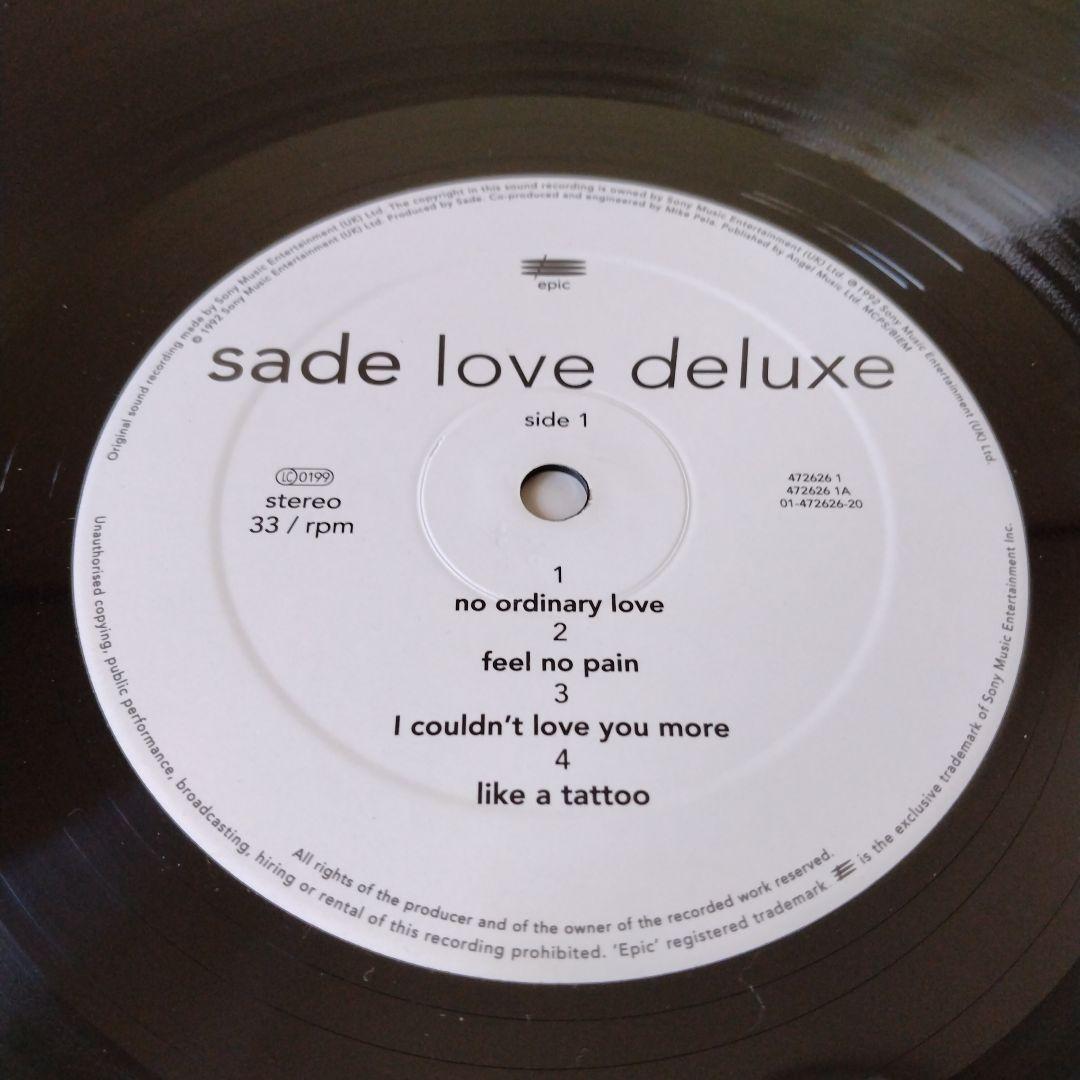 Original sound recording made by Sony Music Entertainment (UK) Ltd. The copyright in this sound recording is owned by Sony Music Entertainment (UK) Ltd. ℗ 1992 Sony Music Entertainment (UK) Ltd.
© 1992 Sony Music Entertainment (UK) Ltd. Produced by Sade. Co-produced and engineered by Mike Pela. Published by Angel Music Ltd. MCPS/BIEM
epic
sade love deluxe
side 1
LC 0199
stereo
33 / rpm
472626 1
472626 1A
01-472626-20
1
no ordinary love
2
feel no pain
3
I couldn't love you more
4
like a tattoo
All rights of the producer and of the owner of the recorded work reserved.
Unauthorised copying, public performance, broadcasting, hiring or rental of this recording prohibited. 'Epic' registered trademark is the exclusive trademark of Sony Music Entertainment Inc.